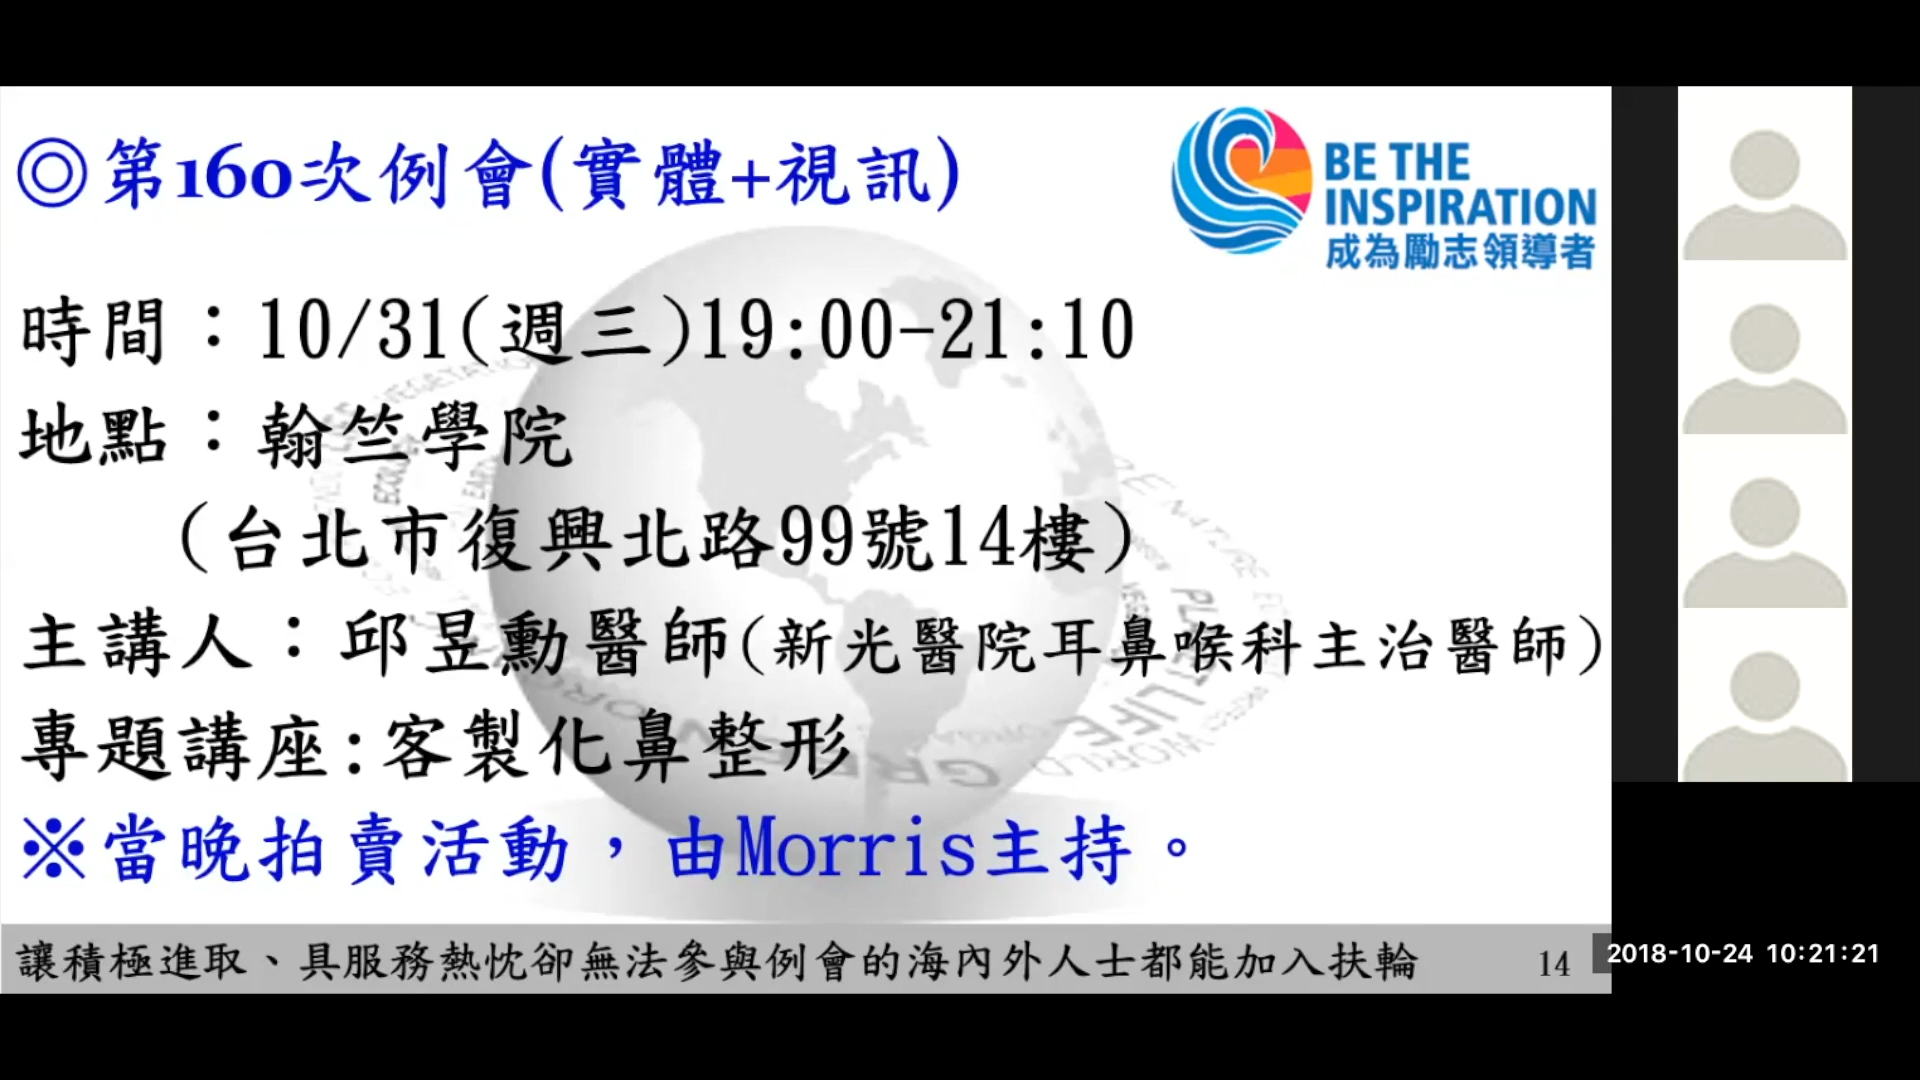 ◎第160次例會(實體+視訊)
BE THE
INSPIRATION
成為勵志領導者
時間：10/31(週三)19:00-21:10
地點：翰竺學院
（台北市復興北路99號14樓）
主講人：邱昱勳醫師(新光醫院耳鼻喉科主治醫師)
專題講座:客製化鼻整形
※當晚拍賣活動，由Morris主持。
讓積極進取、具服務熱忱卻無法參與例會的海內外人士都能加入扶輪
14
2018-10-24 10:21:21